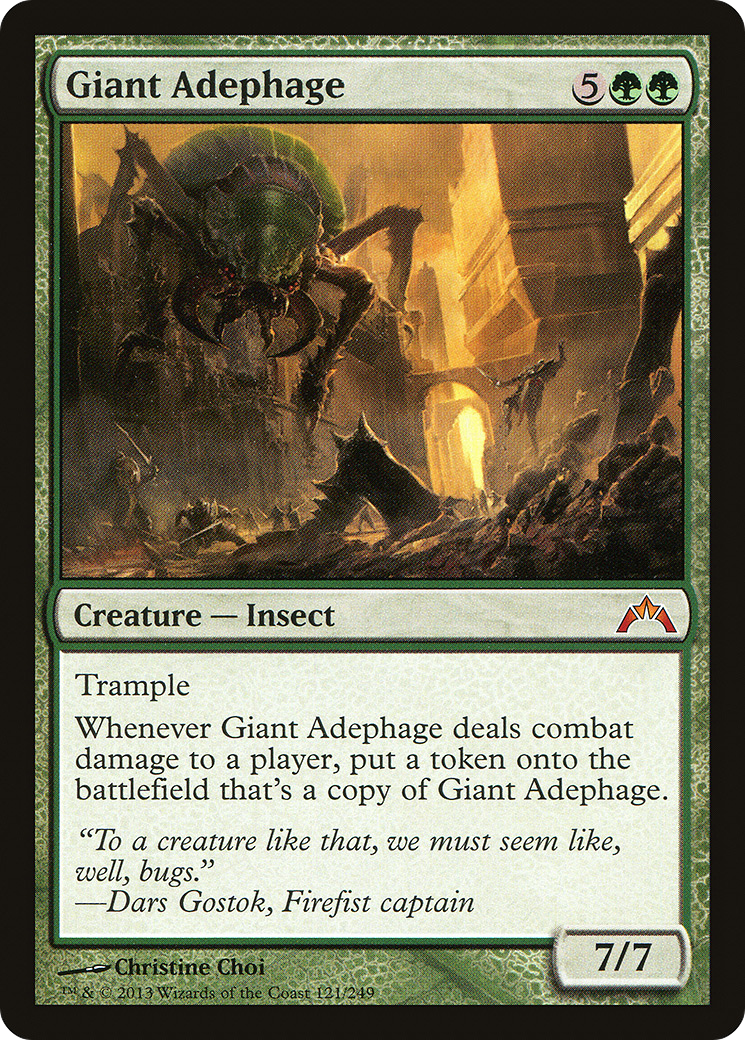 Giant Adephage 5
Creature — Insect
Trample
Whenever Giant Adephage deals combat
damage to a player, put a token onto the
battlefield that's a copy of Giant Adephage.
“To a creature like that, we must seem like,
well, bugs.”
—Dars Gostok, Firefist captain
7/7
Christine Choi
™ & © 2013 Wizards of the Coast 121/249